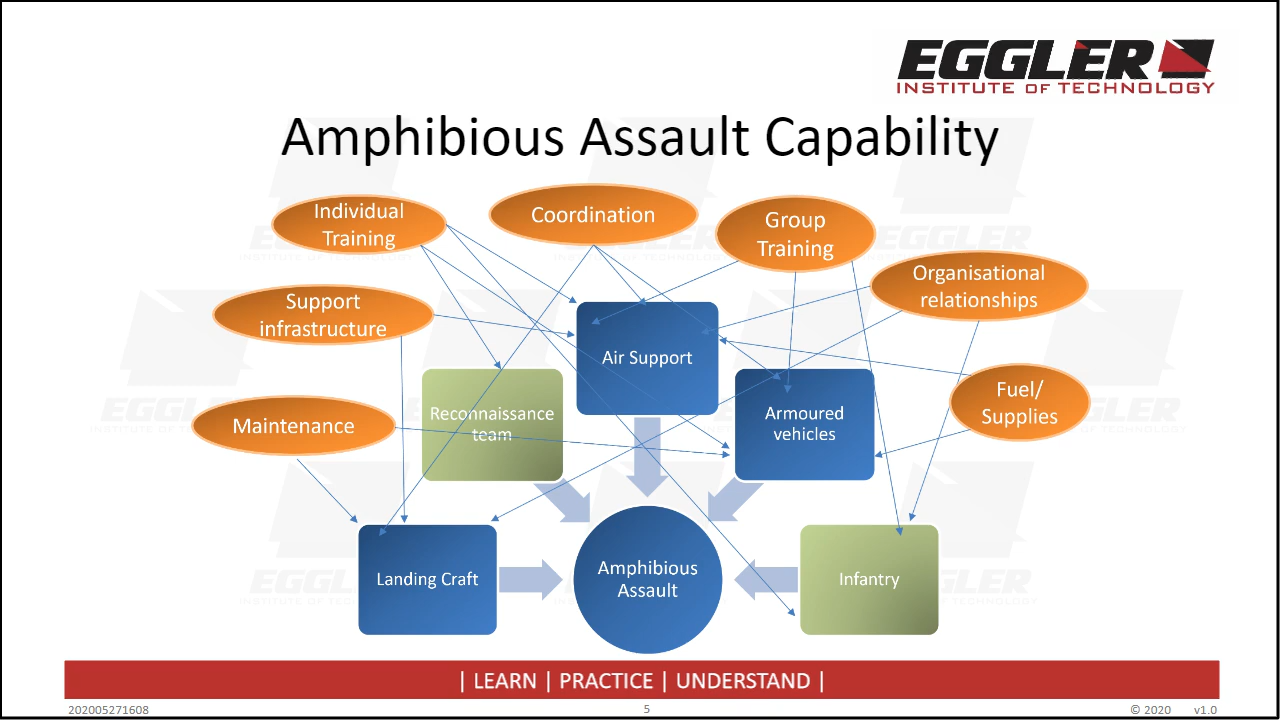 EGGLER
INSTITUTE OF TECHNOLOGY
Amphibious Assault Capability
Individual
Training
Coordination
Group
Training
Organisational
relationships
Support
infrastructure
Air Support
Fuel/
Supplies
Reconnaissance
team
Armoured
vehicles
Maintenance
Landing Craft
Amphibious
Assault
Infantry
| LEARN | PRACTICE | UNDERSTAND |
202005271608
5
© 2020 v1.0